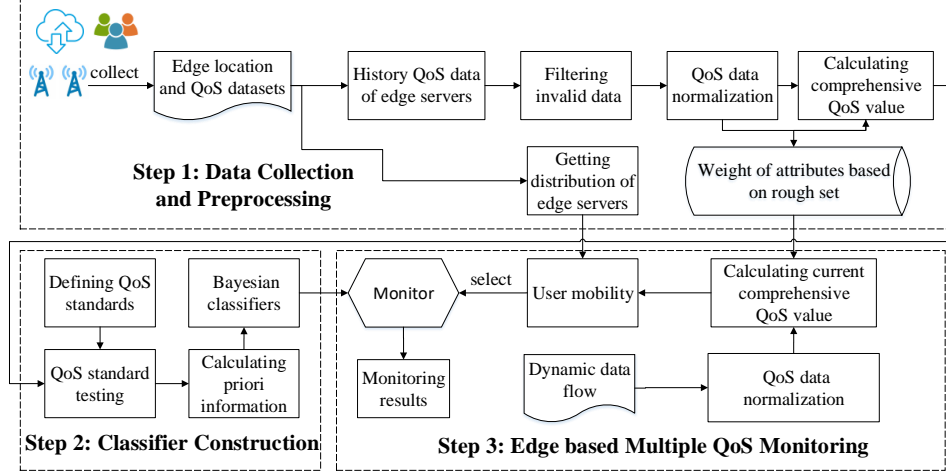 collect
Edge location
and QoS datasets
History QoS data
of edge servers
Filtering
invalid data
QoS data
normalization
Calculating
comprehensive
QoS value
Step 1: Data Collection
and Preprocessing
Getting
distribution of
edge servers
Weight of attributes based
on rough set
Defining QoS
standards
Bayesian
classifiers
QoS standard
testing
Calculating
priori
information
Step 2: Classifier Construction
Monitor
select
User mobility
Calculating current
comprehensive
QoS value
Monitoring
results
Dynamic data
flow
QoS data
normalization
Step 3: Edge based Multiple QoS Monitoring